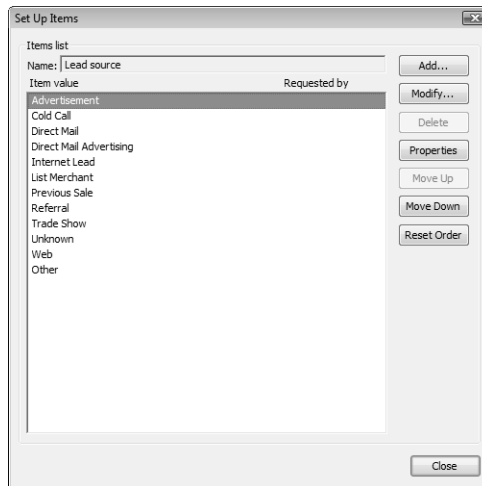 Set Up Items
Items list
Name: Lead source
Item value Requested by
Advertisement
Cold Call
Direct Mail
Direct Mail Advertising
Internet Lead
List Merchant
Previous Sale
Referral
Trade Show
Unknown
Web
Other
Add...
Modify...
Delete
Properties
Move Up
Move Down
Reset Order
Close